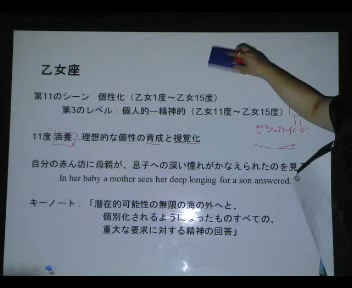 乙女座
第11のシーン 個性化（乙女1度～乙女15度）
第3のレベル：個人的―精神的（乙女11度～乙女15度）
11度 涵養：理想的な個性の育成と視覚化
自分の赤ん坊に母親が、息子への深い憧れがかなえられたのを見
In her baby a mother sees her deep longing for a son answered.
キーノート：「潜在的可能性の無限の海の外へと、
個別化されるようになったものすべての、
重大な要求に対する精神の回答」